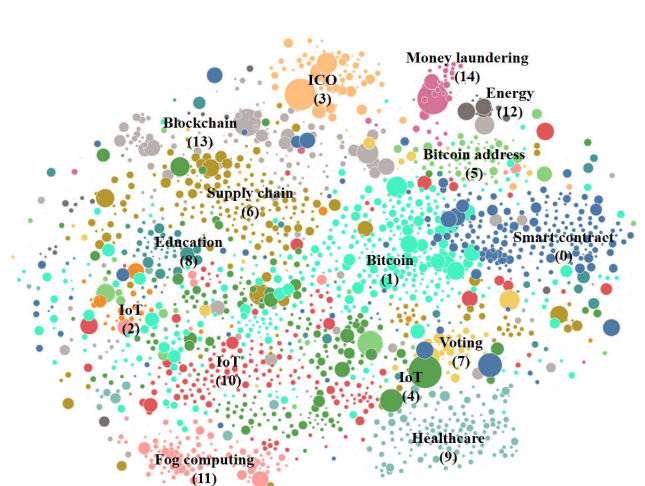 Money laundering
(14)
ICO
(3)
Energy
(12)
Blockchain
(13)
Bitcoin address
(5)
Supply chain
(6)
Education
(8)
Smart contract
(0)
Bitcoin
(1)
IoT
(2)
Voting
(7)
IoT
(10)
IoT
(4)
Healthcare
(9)
Fog computing
(11)